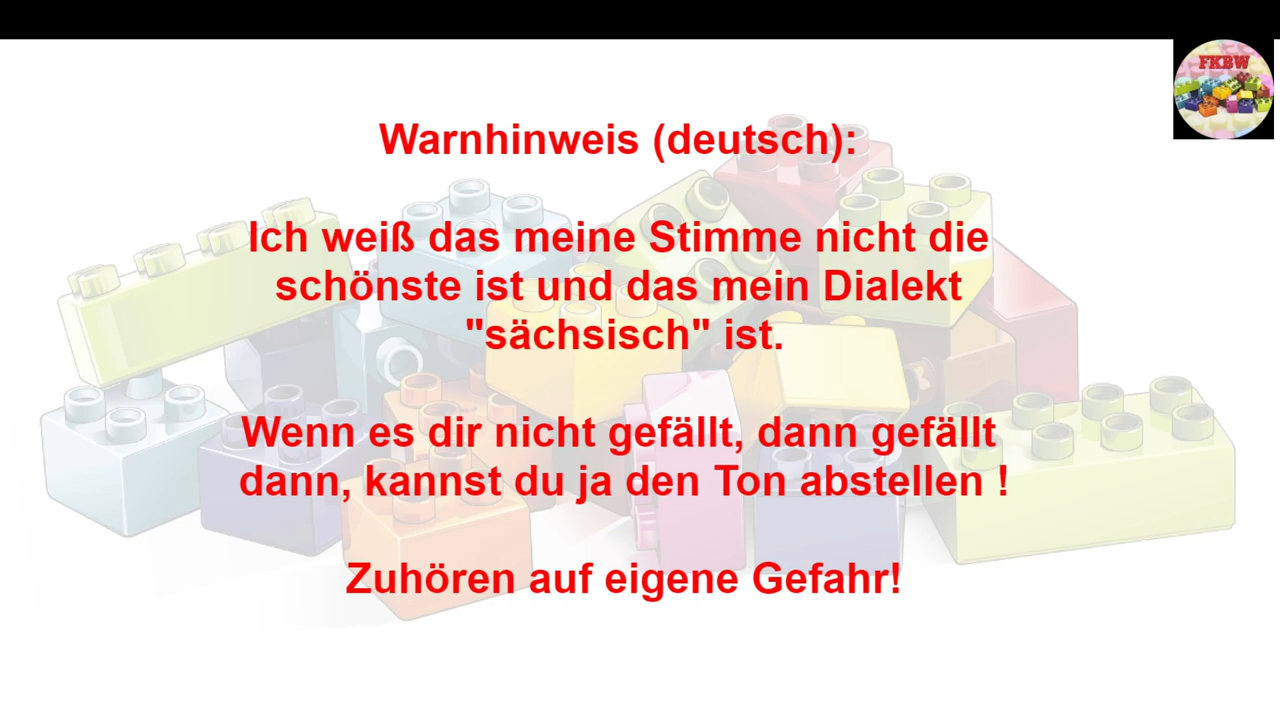 FKBW
Warnhinweis (deutsch):
Ich weiß das meine Stimme nicht die
schönste ist und das mein Dialekt
"sächsisch" ist.
Wenn es dir nicht gefällt, dann gefällt
dann, kannst du ja den Ton abstellen !
Zuhören auf eigene Gefahr!